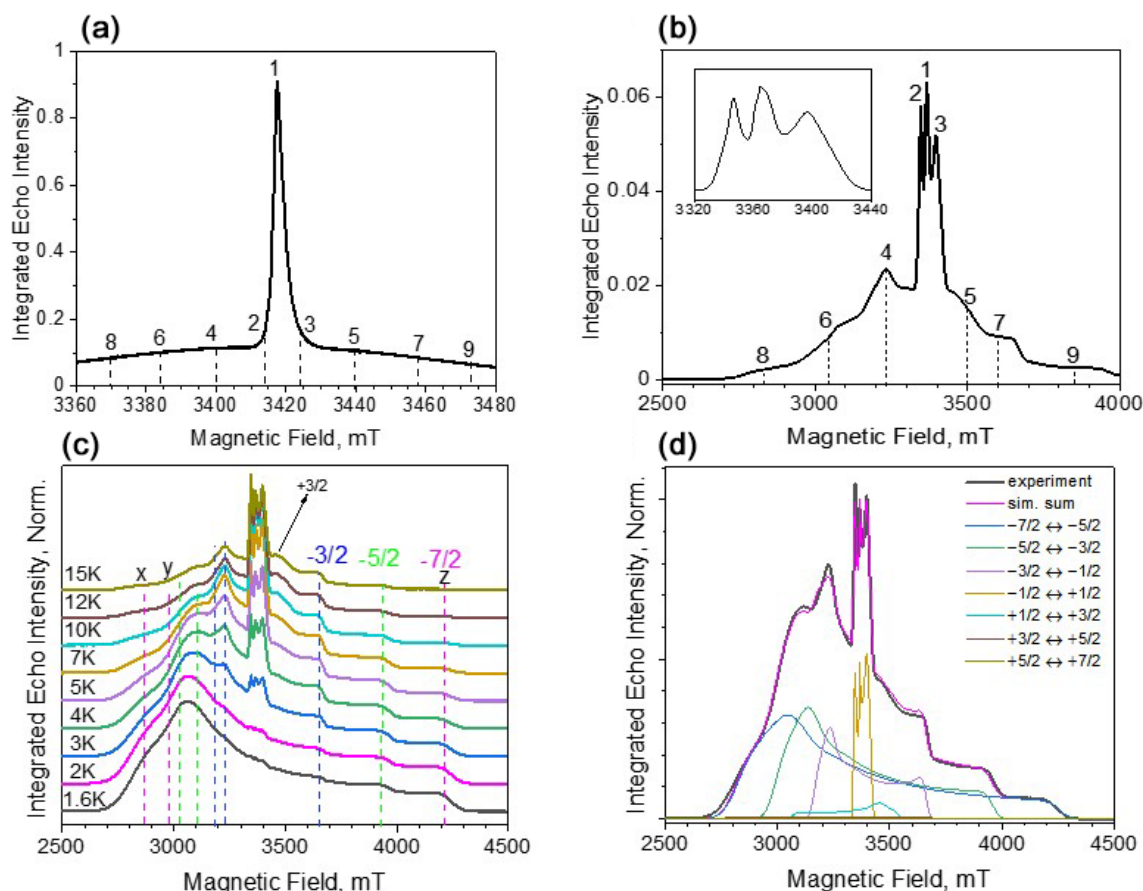 (a)
Integrated Echo Intensity
1
0.8
0.6
0.4
0.2
0
1
2
3
4
5
6
7
8
9
3360
3380
3400
3420
3440
3460
3480
Magnetic Field, mT
(b)
Integrated Echo Intensity
0.06
0.04
0.02
0
1
2
3
4
5
6
7
8
9
3320
3360
3400
3440
2500
3000
3500
4000
Magnetic Field, mT
(c)
Integrated Echo Intensity, Norm.
+3/2
-3/2
-5/2
-7/2
x
y
z
15K
12K
10K
7K
5K
4K
3K
2K
1.6K
2500
3000
3500
4000
4500
Magnetic Field, mT
(d)
Integrated Echo Intensity, Norm.
experiment
sim. sum
−7/2 ↔ −5/2
−5/2 ↔ −3/2
−3/2 ↔ −1/2
−1/2 ↔ +1/2
+1/2 ↔ +3/2
+3/2 ↔ +5/2
+5/2 ↔ +7/2
2500
3000
3500
4000
4500
Magnetic Field, mT